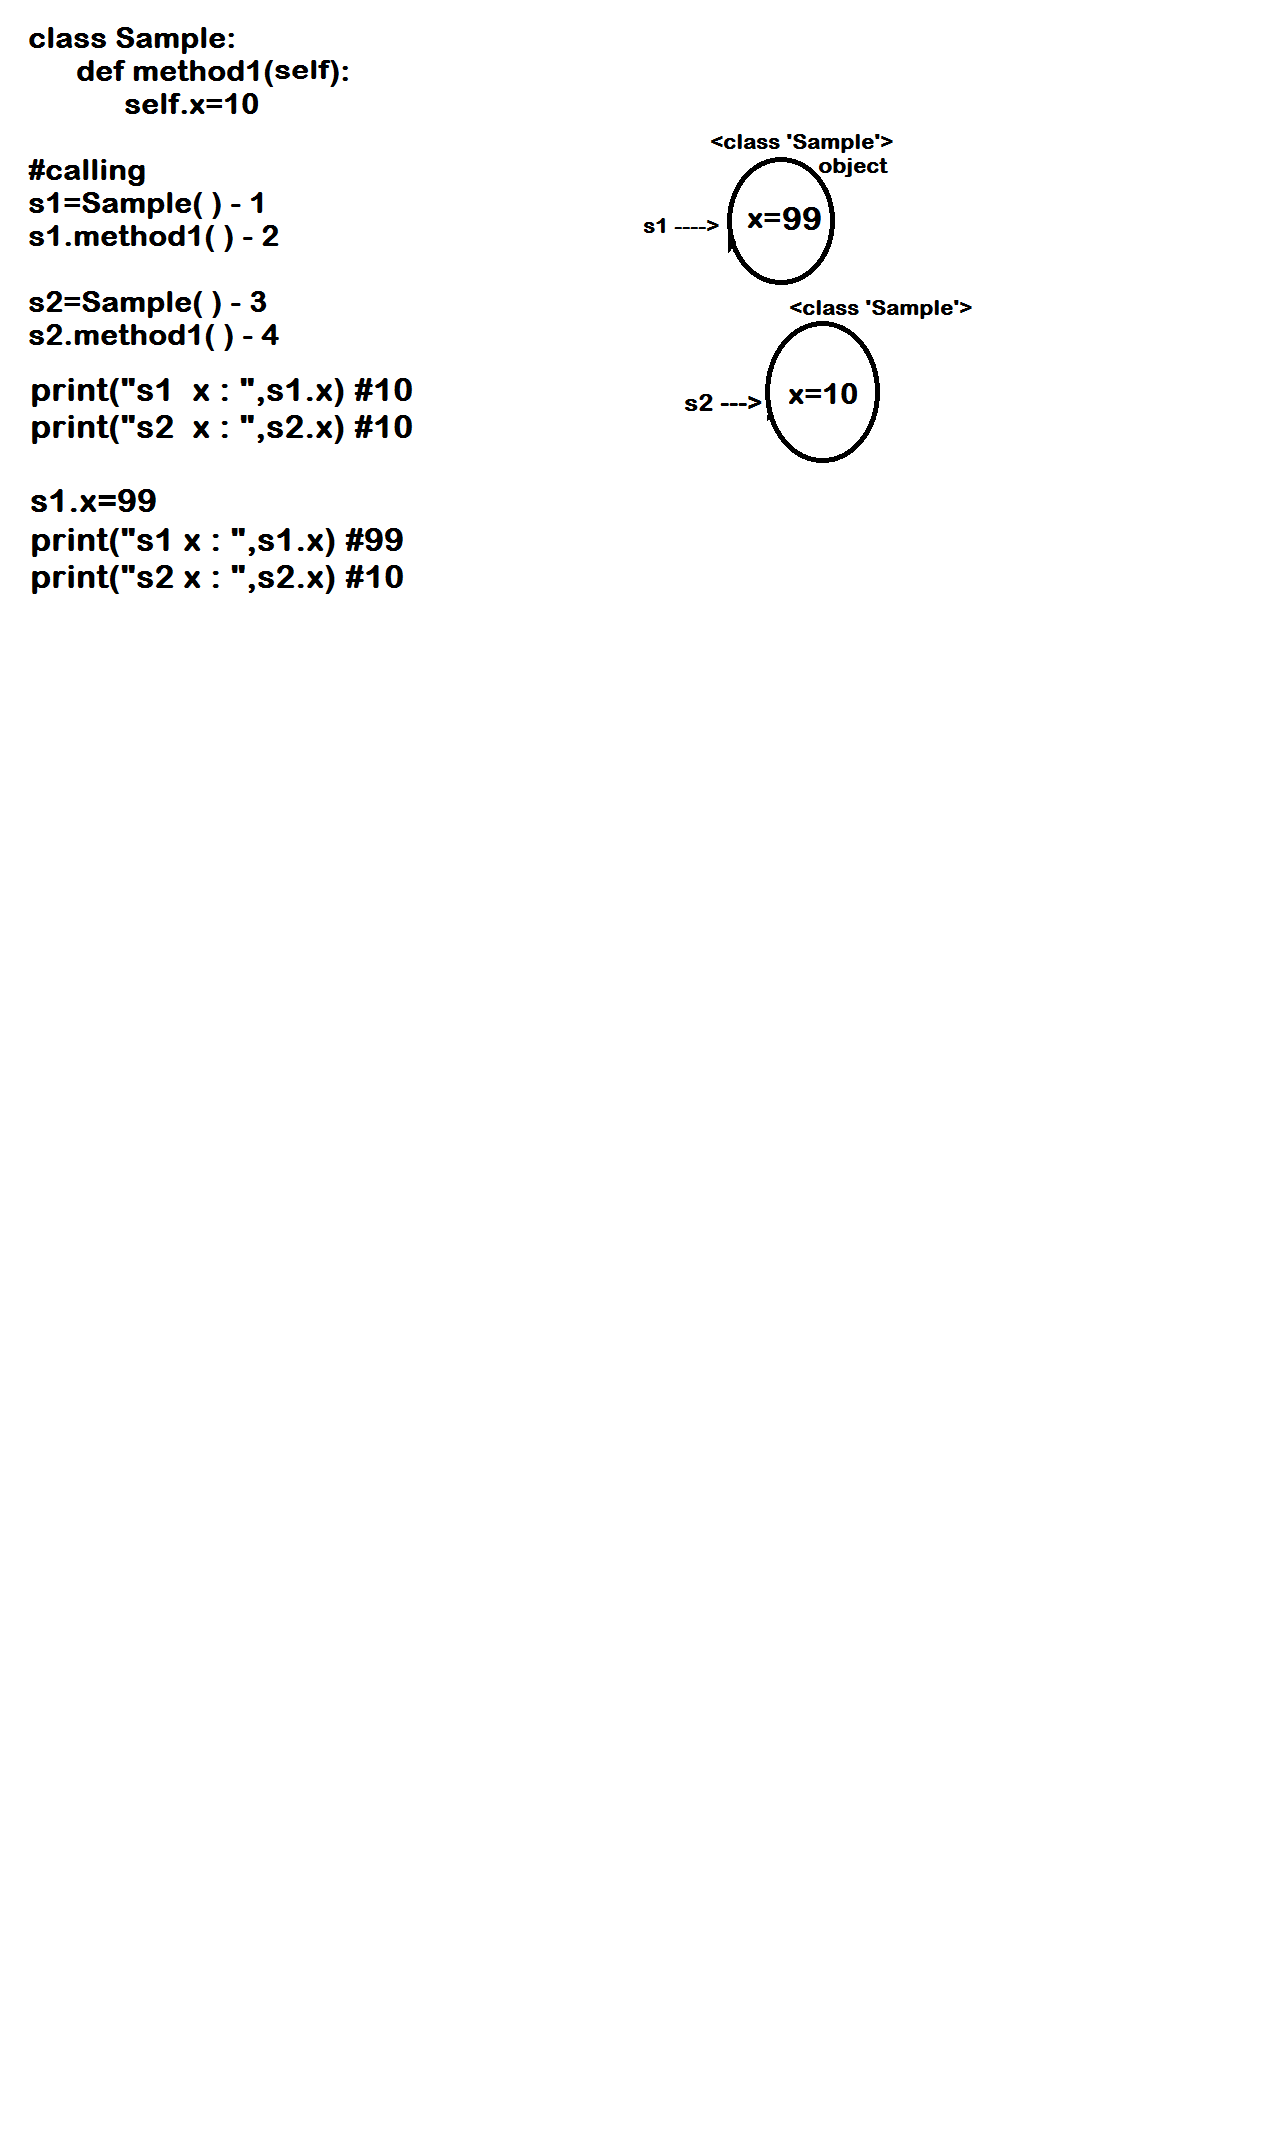 class Sample:
def method1(self):
self.x=10
#calling
s1=Sample( ) - 1
s1.method1( ) - 2
s2=Sample( ) - 3
s2.method1( ) - 4
print("s1  x : ",s1.x) #10
print("s2  x : ",s2.x) #10
s1.x=99
print("s1 x : ",s1.x) #99
print("s2 x : ",s2.x) #10
<class 'Sample'>
object
s1 ----> x=99
<class 'Sample'>
s2 ---> x=10